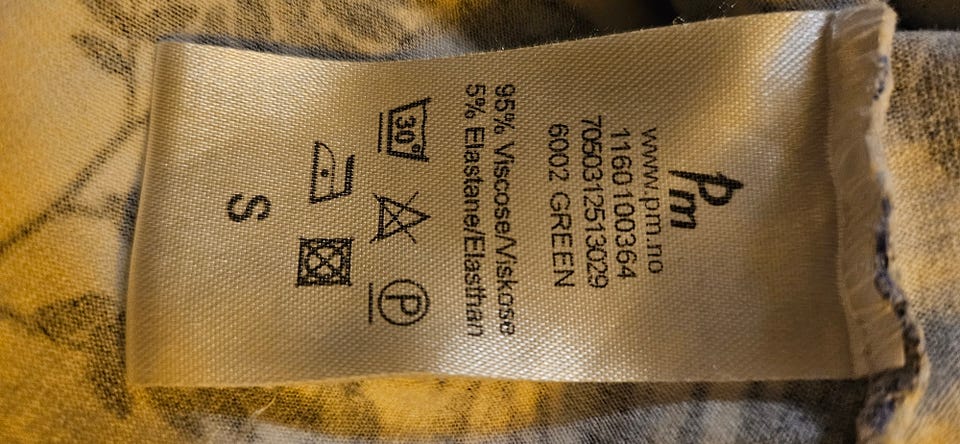 pm
www.pm.no
1160100364
7050312513029
6002 GREEN
95% Viscose/Viskose
5% Elastane/Elasthan
30°
P
S